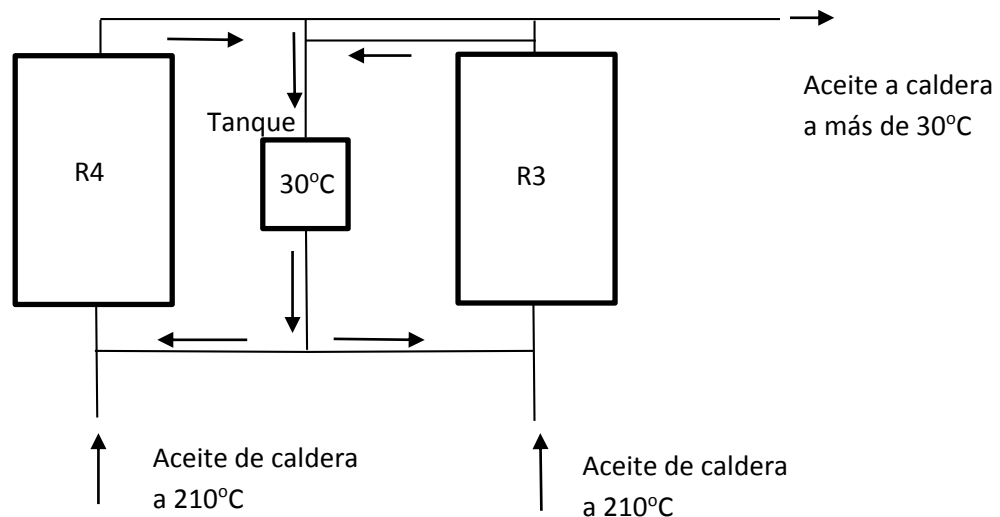 Aceite a caldera
a más de 30°C
Tanque
R4
30°C
R3
Aceite de caldera
a 210°C
Aceite de caldera
a 210°C